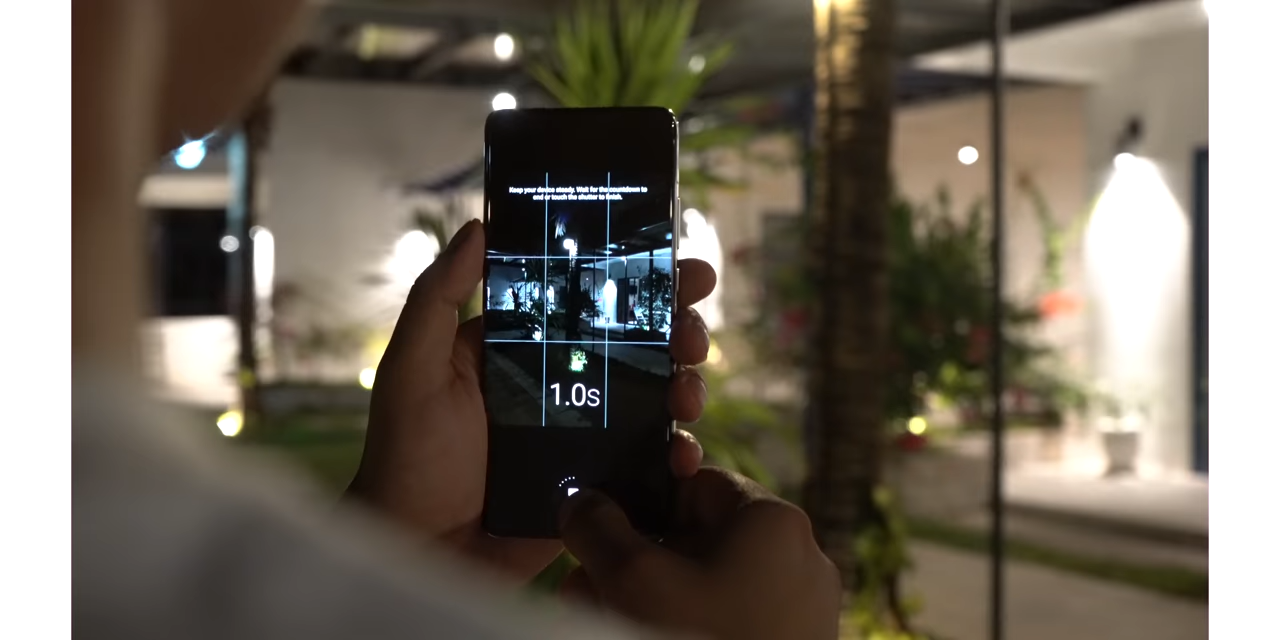 Keep your device steady. Wait for the countdown to
end or touch the shutter to finish.
1.0s